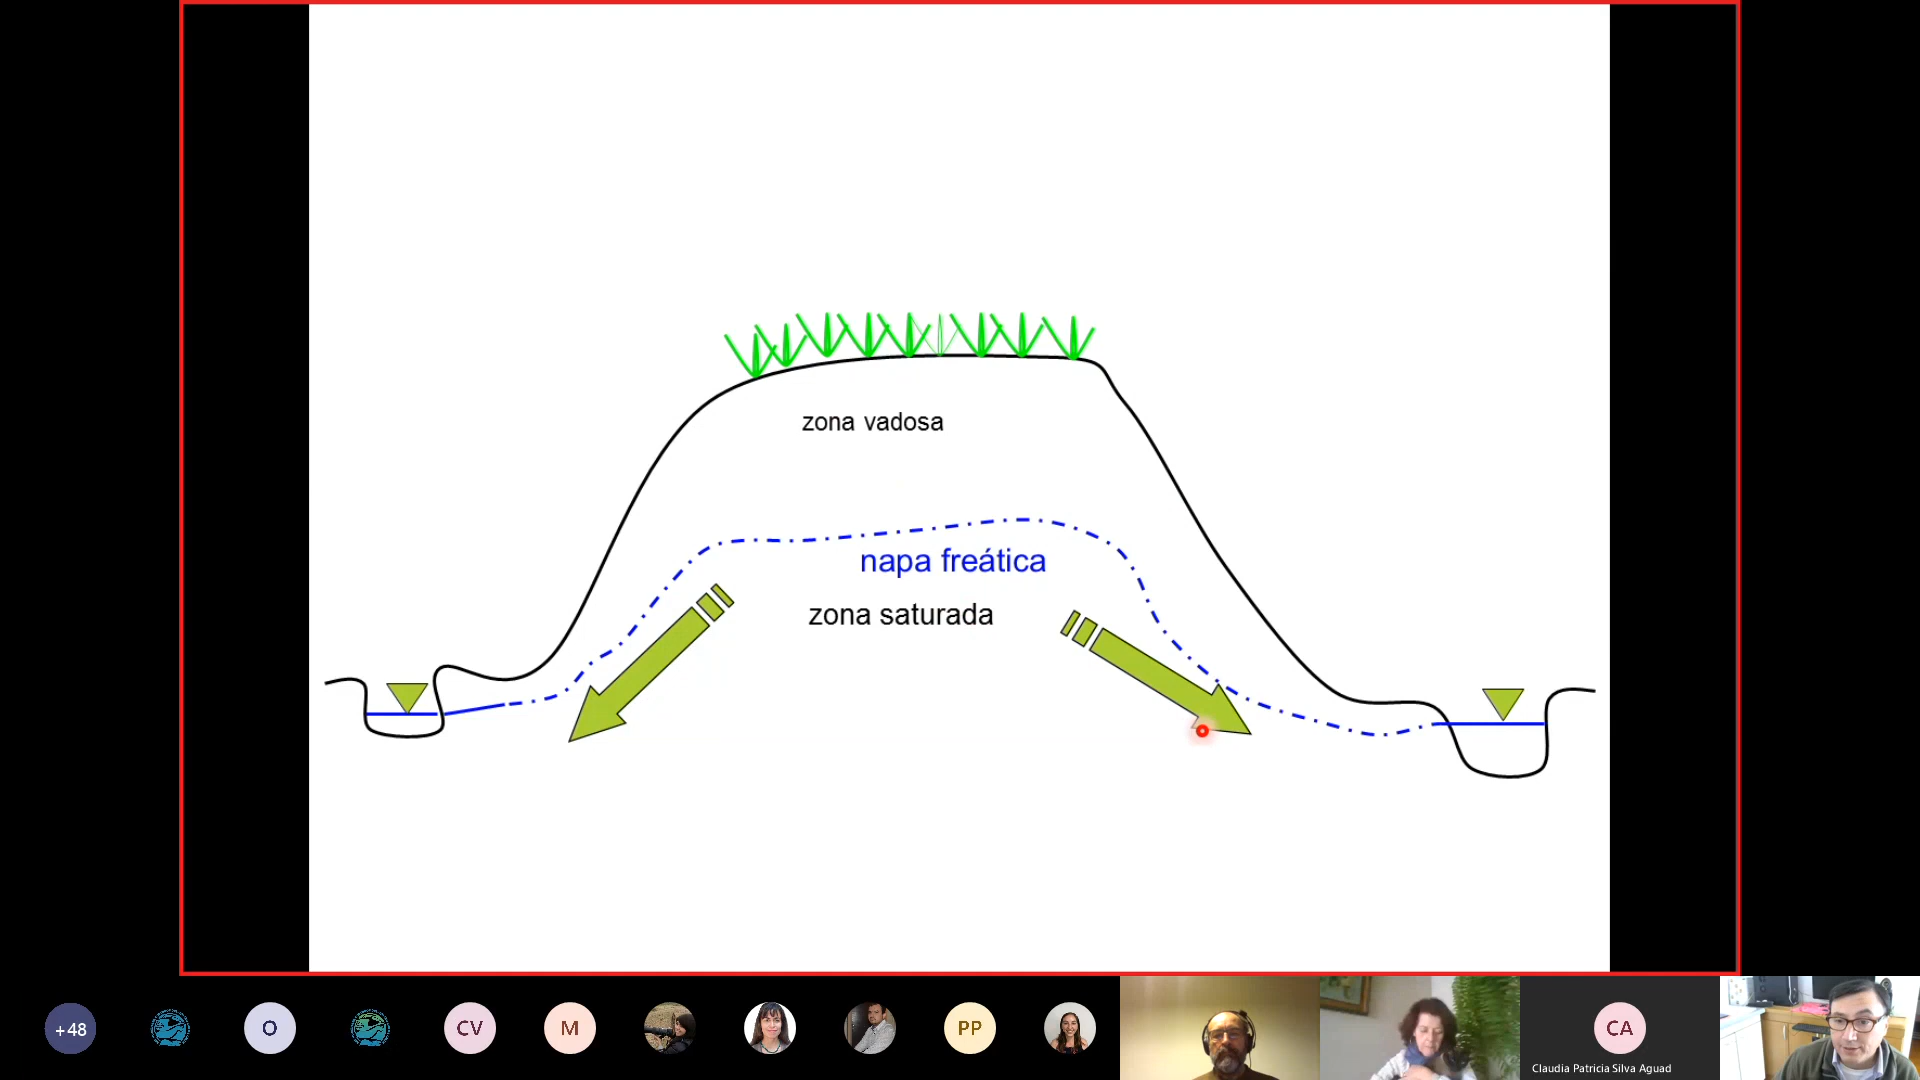 zona vadosa
napa freática
zona saturada
+48
O
CV
M
PP
CA
Claudia Patricia Silva Aguad